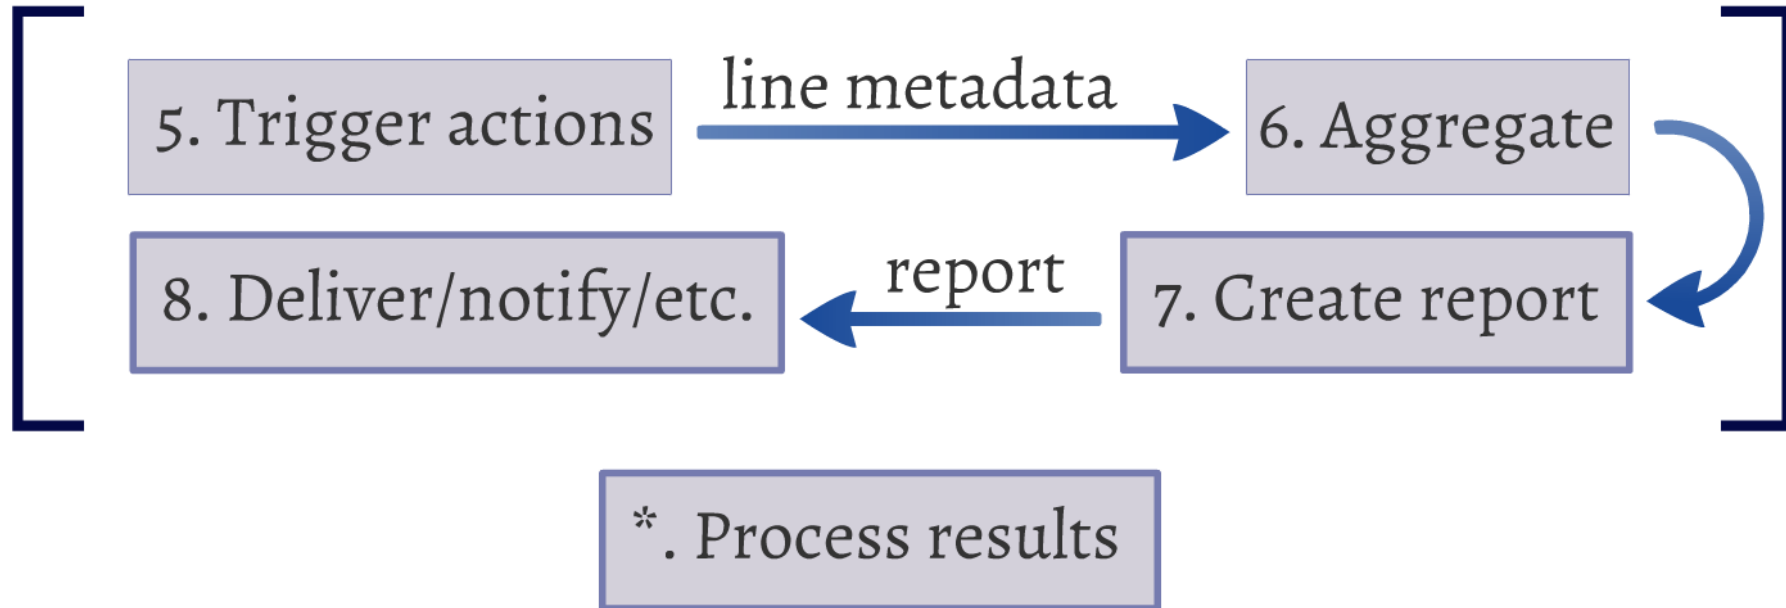 5. Trigger actions
line metadata
6. Aggregate
7. Create report
report
8. Deliver/notify/etc.
*. Process results